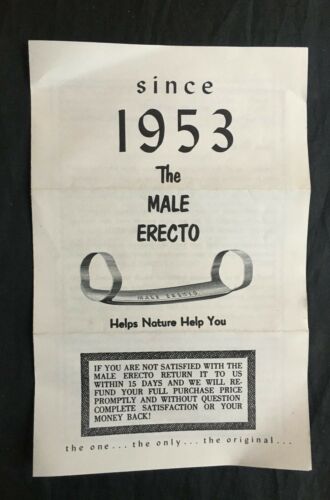 since
1953
The
MALE
ERECTO
MALE ERECTO
Helps Nature Help You
IF YOU ARE NOT SATISFIED WITH THE
MALE ERECTO RETURN IT TO US
WITHIN 15 DAYS AND WE WILL RE-
FUND YOUR FULL PURCHASE PRICE
PROMPTLY AND WITHOUT QUESTION
COMPLETE SATISFACTION OR YOUR
MONEY BACK!
the one... the only... the original...